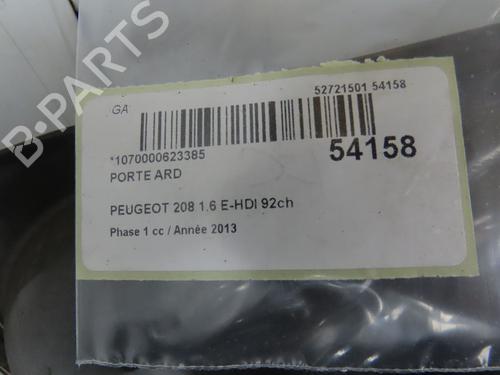 B-PARTS
GA
52721501 54158
*1070000623385
54158
PORTE ARD
PEUGEOT 208 1.6 E-HDI 92ch
Phase 1 cc / Année 2013